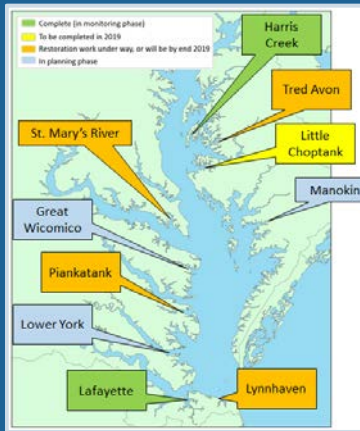 Complete (in monitoring phase)
To be completed in 2019
Restoration work under way, or will be by end 2019
In planning phase
Harris
Creek
Tred Avon
Little
Choptank
St. Mary's River
Manokin
Great
Wicomico
Piankatank
Lower York
Lafayette
Lynnhaven